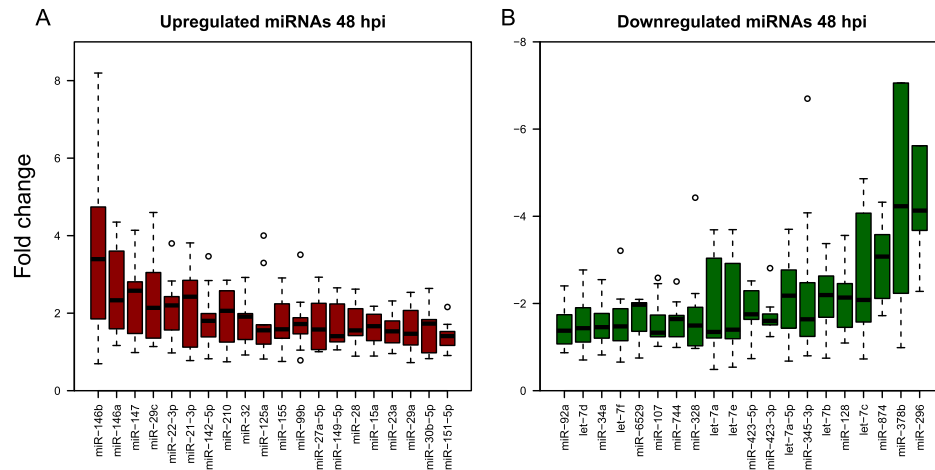 A
Upregulated miRNAs 48 hpi
Fold change
8
6
4
2
0
miR−146b
miR−146a
miR−147
miR−29c
miR−22−3p
miR−21−3p
miR−142−5p
miR−210
miR−32
miR−125a
miR−155
miR−99b
miR−27a−5p
miR−149−5p
miR−28
miR−15a
miR−23a
miR−29a
miR−30b−5p
miR−151−5p
B
Downregulated miRNAs 48 hpi
−8
−6
−4
−2
0
miR−92a
let−7d
miR−34a
let−7f
miR−6529
miR−107
miR−744
miR−328
let−7a
let−7e
miR−423−5p
miR−423−3p
let−7a−5p
miR−345−3p
let−7b
miR−128
let−7c
miR−874
miR−378b
miR−296